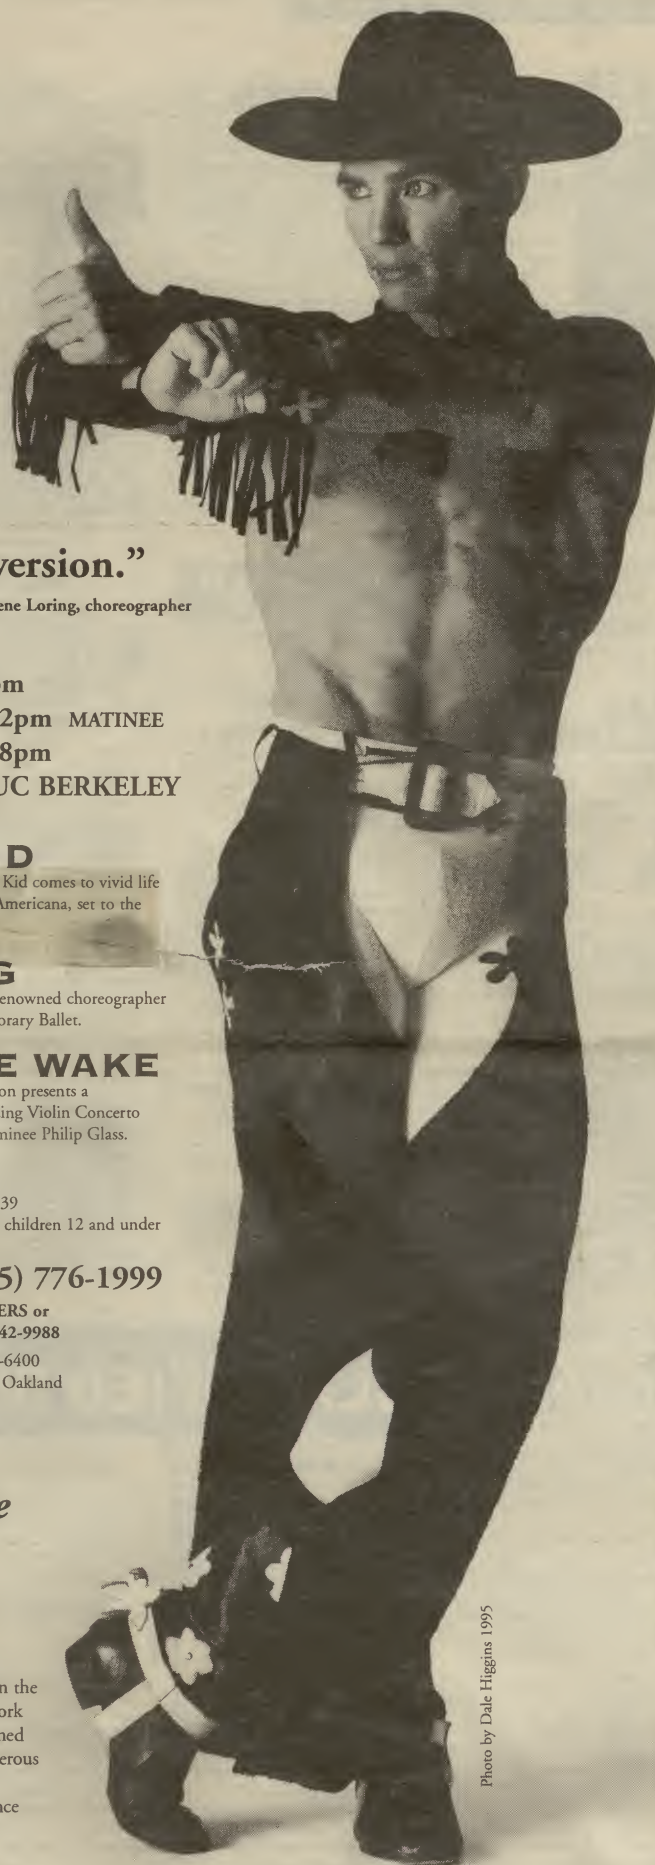 version.”
ene Loring, choreographer
pm
2pm MATINEE
8pm
UC BERKELEY
D
Kid comes to vivid life
Americana, set to the
G
enowned choreographer
orary Ballet.
E WAKE
on presents a
ing Violin Concerto
minee Philip Glass.
39
children 12 and under
5) 776-1999
ERS or
42-9988
-6400
Oakland
e
n the
ork
ned
erous
nce
Photo by Dale Higgins 1995